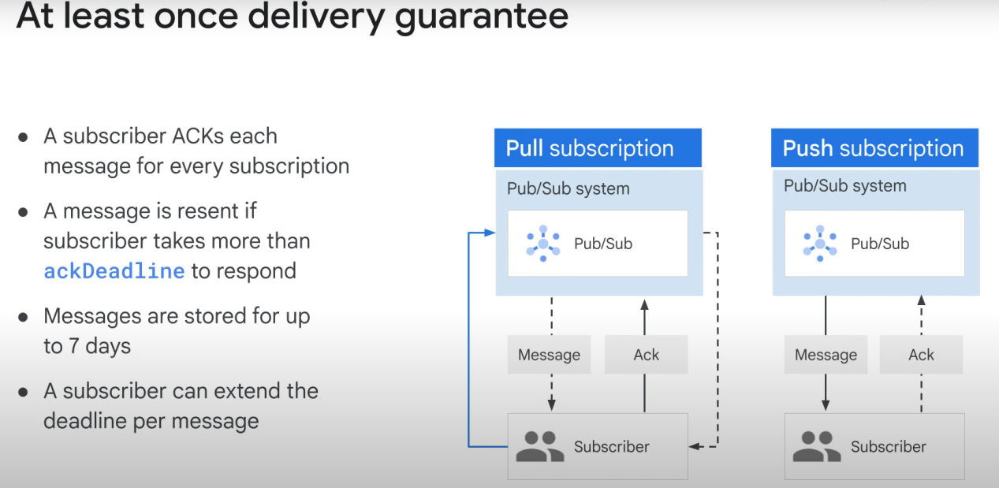 At least once delivery guarantee
● A subscriber ACKs each
message for every subscription
● A message is resent if
subscriber takes more than
ackDeadline to respond
● Messages are stored for up
to 7 days
● A subscriber can extend the
deadline per message
Pull subscription
Pub/Sub system
Pub/Sub
Message
Ack
Subscriber
Push subscription
Pub/Sub system
Pub/Sub
Message
Ack
Subscriber